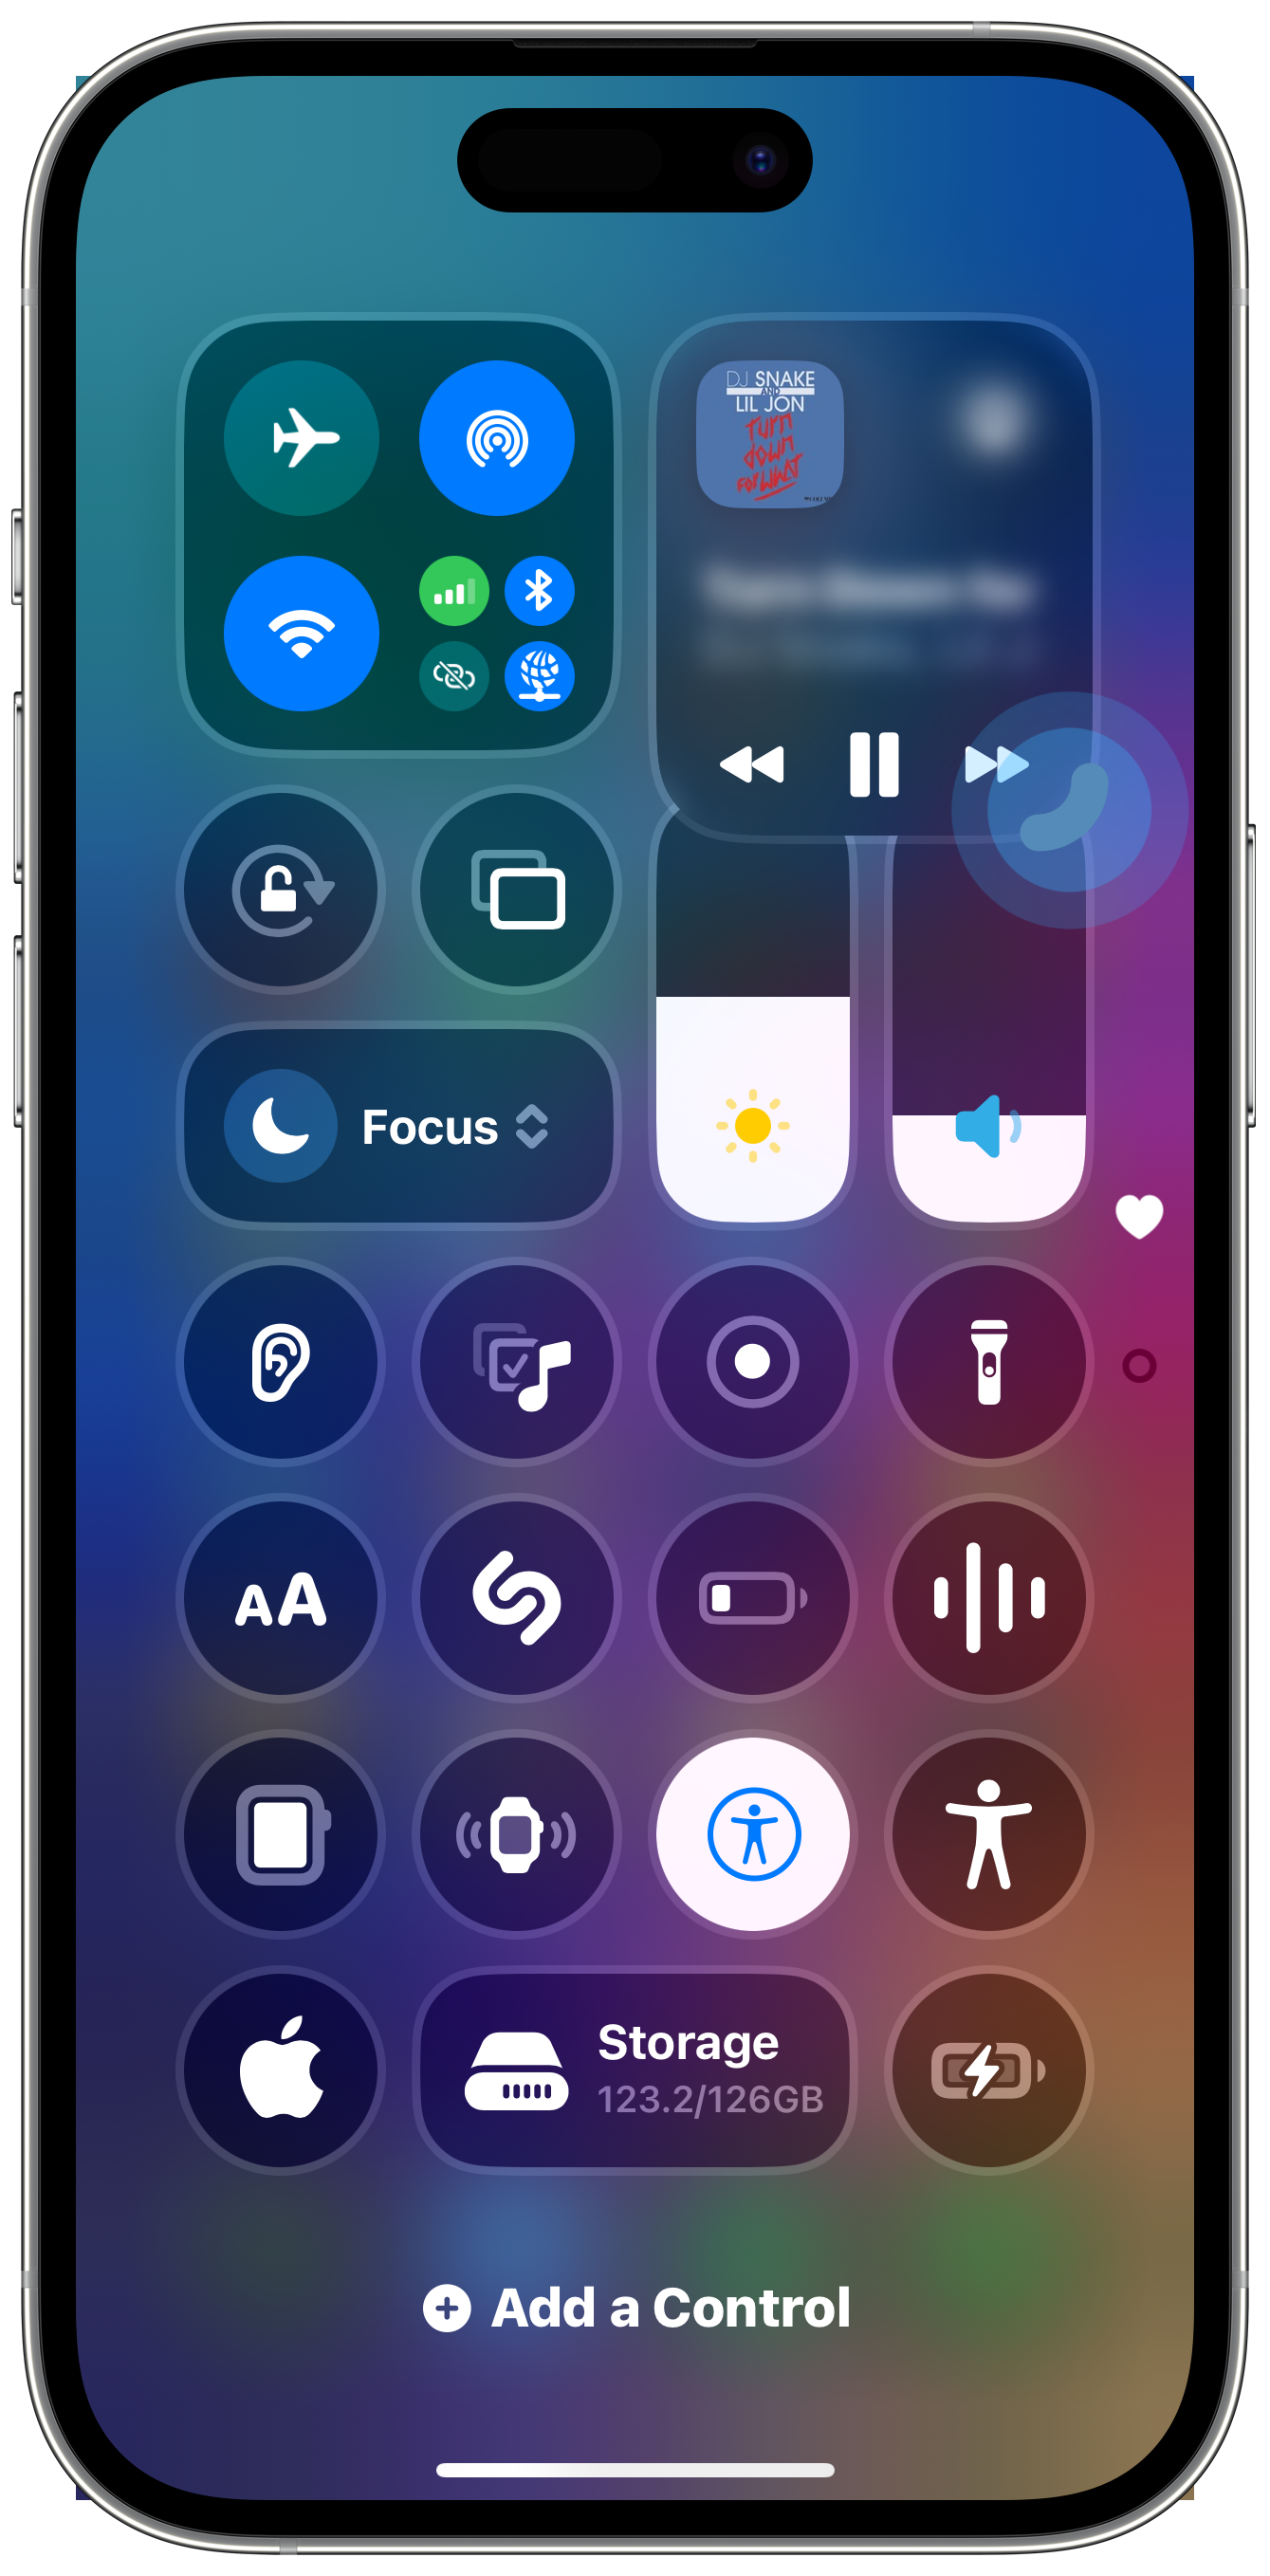 DJ SNAKE
AND
LIL JON
turn
down
for WHAT
Focus
AA
Storage
123.2/126GB
Add a Control